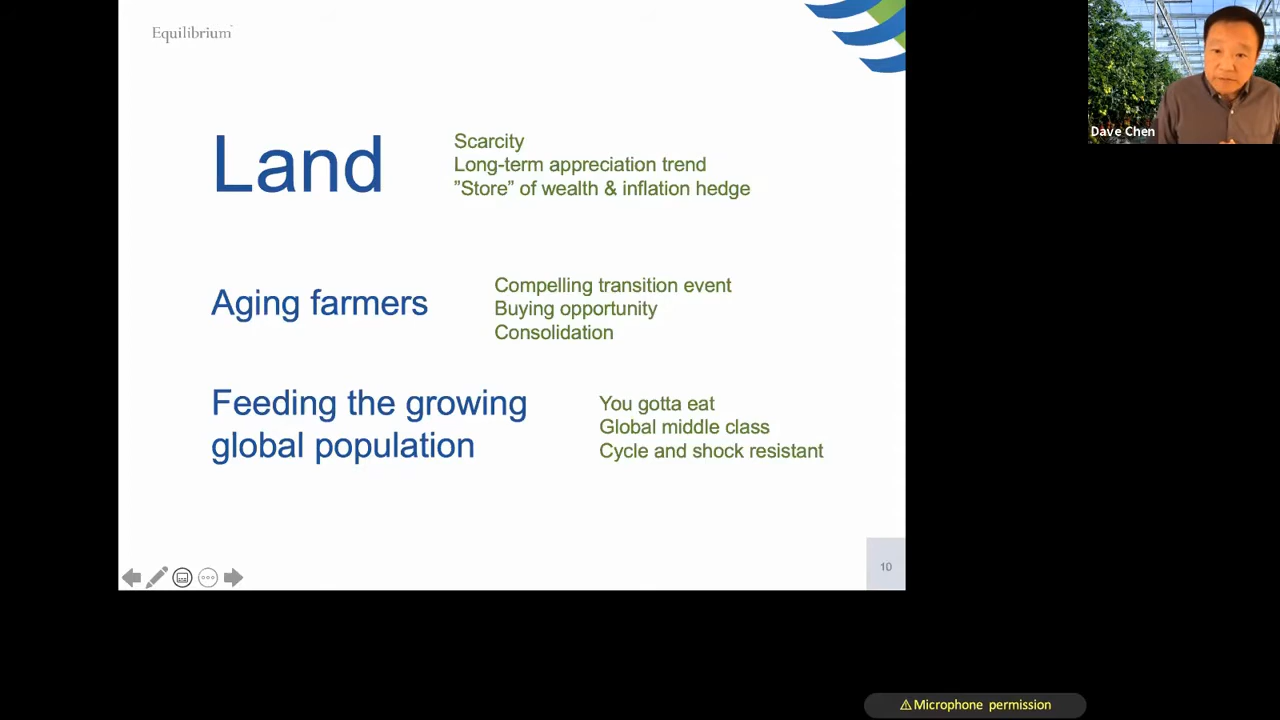 Equilibrium
Land
Scarcity
Long-term appreciation trend
”Store” of wealth & inflation hedge
Aging farmers
Compelling transition event
Buying opportunity
Consolidation
Feeding the growing
global population
You gotta eat
Global middle class
Cycle and shock resistant
10
Dave Chen
⚠Microphone permission